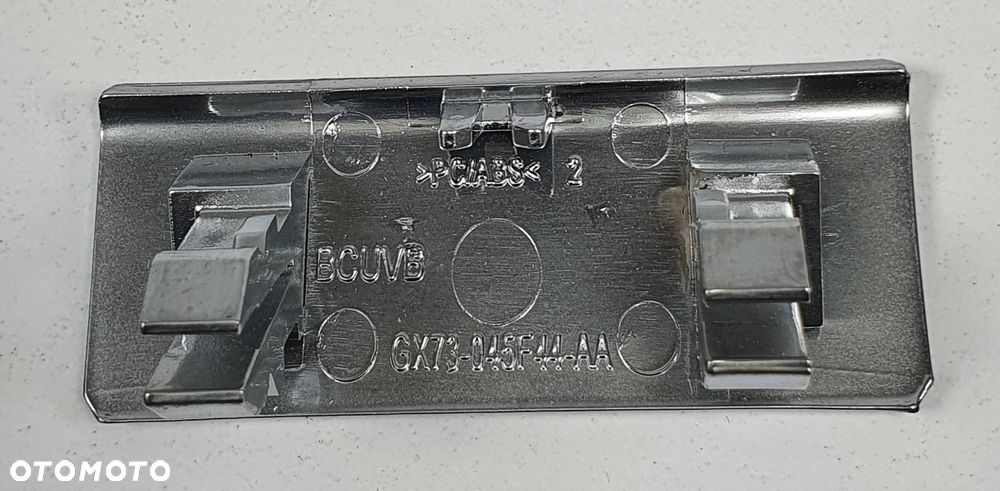 >PC/ABS< 2
BCUVB
GX73-045F44-AA
OTOMOTO